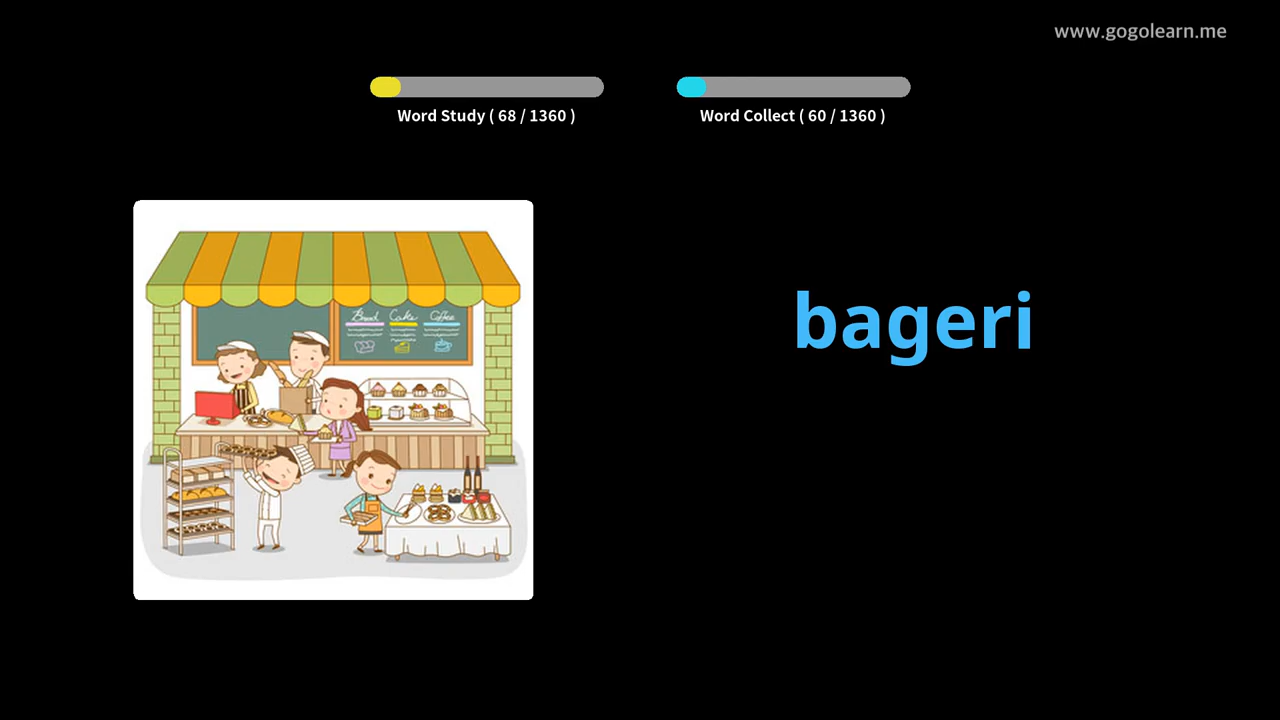 www.gogolearn.me
Word Study ( 68 / 1360 )
Word Collect ( 60 / 1360 )
Bread Cake Coffee
bageri